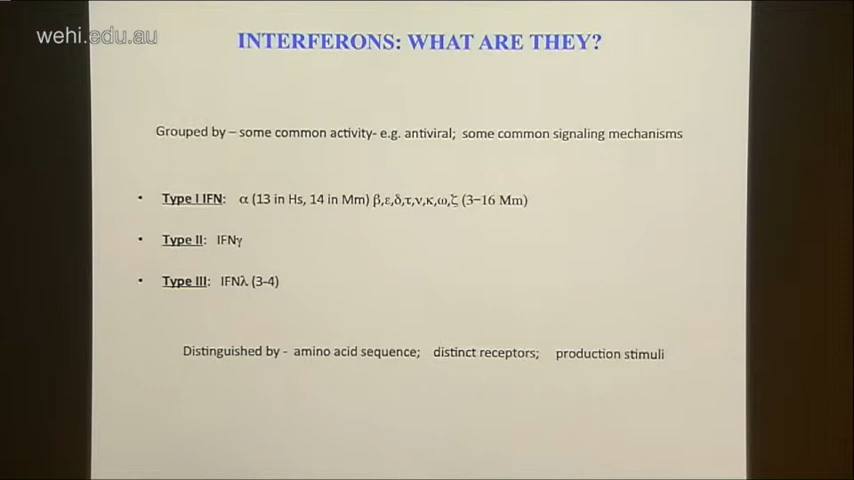 wehi.edu.au
INTERFERONS: WHAT ARE THEY?
Grouped by – some common activity- e.g. antiviral; some common signaling mechanisms
• Type I IFN: α (13 in Hs, 14 in Mm) β,ε,δ,τ,ν,κ,ω,ζ (3−16 Mm)
• Type II: IFNγ
• Type III: IFNλ (3-4)
Distinguished by - amino acid sequence; distinct receptors; production stimuli